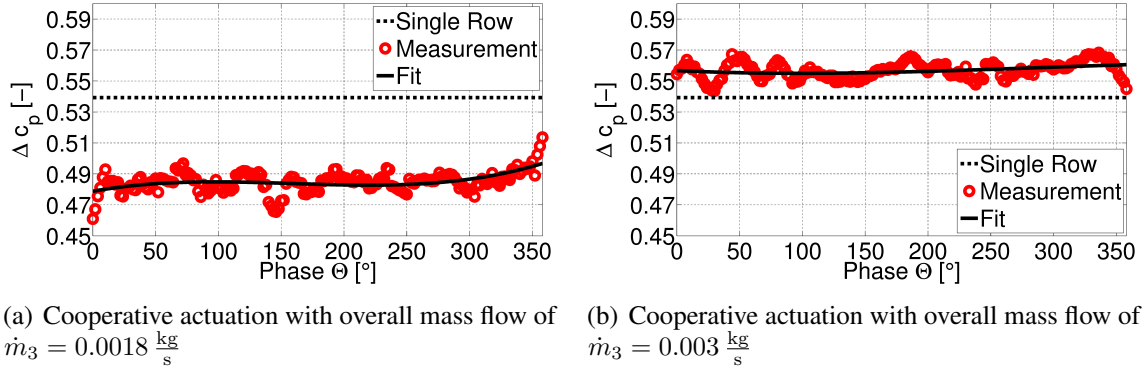 0.59
0.57
0.55
0.53
0.51
0.49
0.47
0.45
Δ c_p [−]
Single Row
Measurement
Fit
0 50 100 150 200 250 300 350
Phase Θ [°]
0.59
0.57
0.55
0.53
0.51
0.49
0.47
0.45
Δ c_p [−]
Single Row
Measurement
Fit
0 50 100 150 200 250 300 350
Phase Θ [°]
(a) Cooperative actuation with overall mass flow of
ṁ₃ = 0.0018 kg/s
(b) Cooperative actuation with overall mass flow of
ṁ₃ = 0.003 kg/s